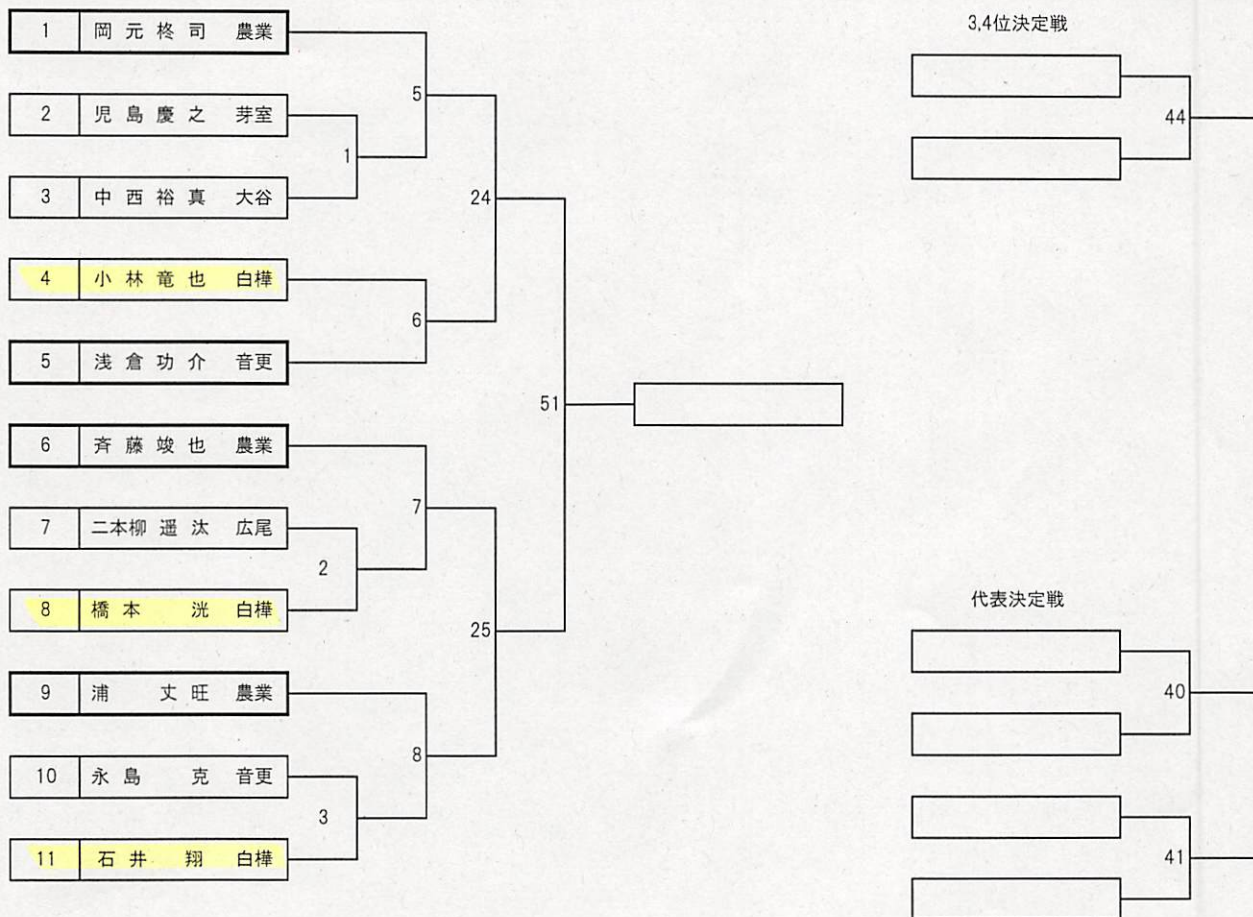 1 岡元柊司 農業
2 児島慶之 芽室
3 中西裕真 大谷
4 小林竜也 白樺
5 浅倉功介 音更
6 斉藤竣也 農業
7 二本柳遥汰 広尾
8 橋本 洸 白樺
9 浦 丈旺 農業
10 永島 克 音更
11 石井 翔 白樺
5
1
24
6
51
7
2
25
8
3
3,4位決定戦
44
代表決定戦
40
41